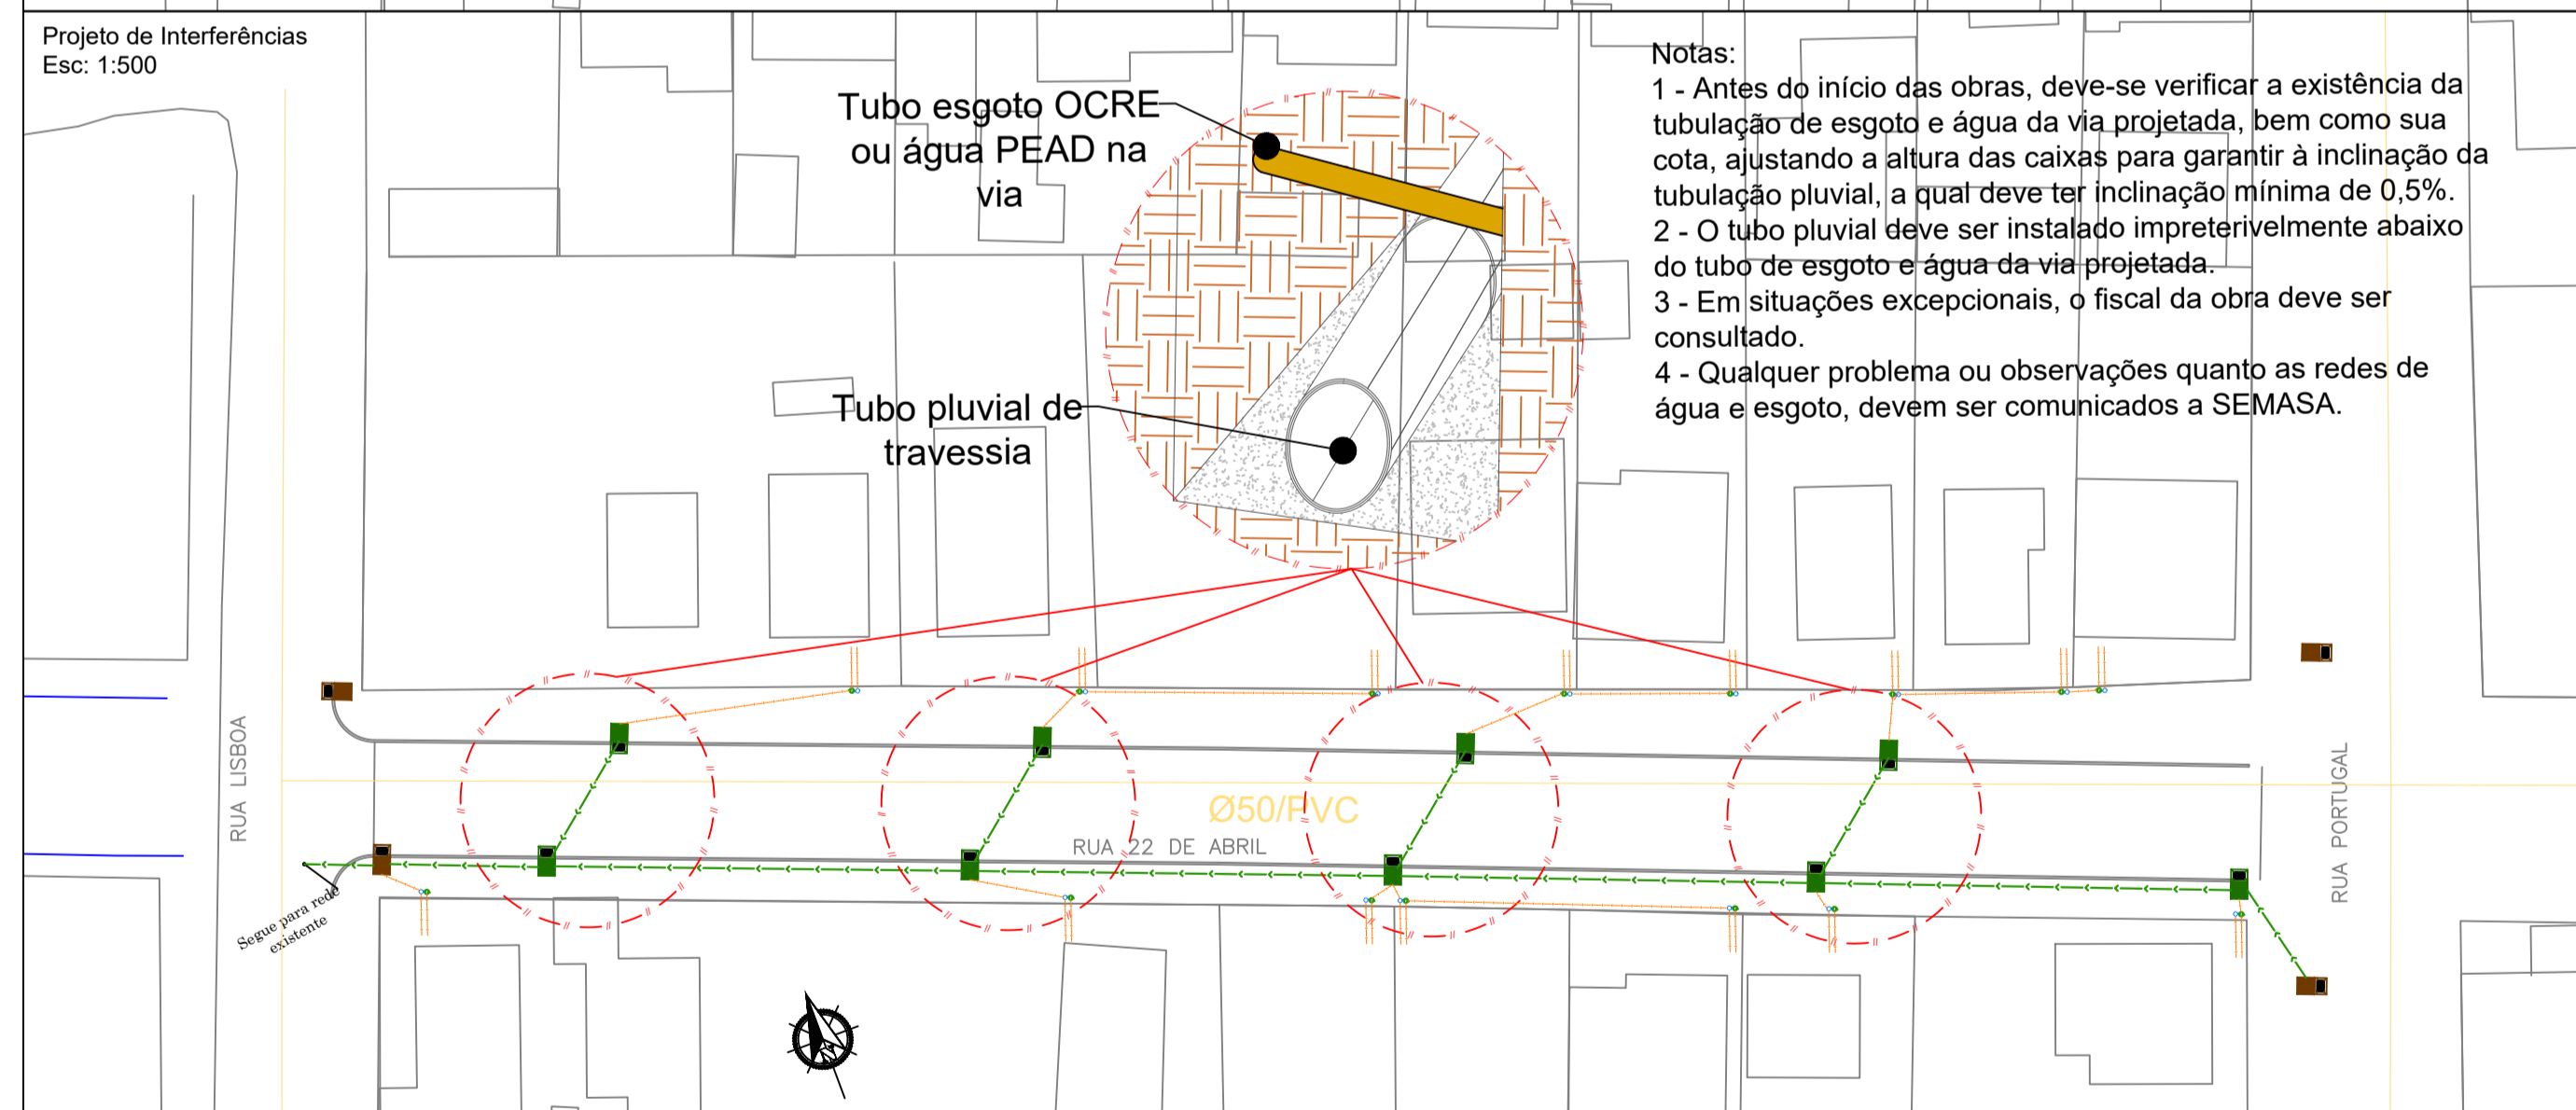 Projeto de Interferências
Esc: 1:500
Tubo esgoto OCRE
ou água PEAD na
via
Tubo pluvial de
travessia
Notas:
1 - Antes do início das obras, deve-se verificar a existência da
tubulação de esgoto e água da via projetada, bem como sua
cota, ajustando a altura das caixas para garantir à inclinação da
tubulação pluvial, a qual deve ter inclinação mínima de 0,5%.
2 - O tubo pluvial deve ser instalado impreterivelmente abaixo
do tubo de esgoto e água da via projetada.
3 - Em situações excepcionais, o fiscal da obra deve ser
consultado.
4 - Qualquer problema ou observações quanto as redes de
água e esgoto, devem ser comunicados a SEMASA.
RUA LISBOA
Ø50/PVC
RUA 22 DE ABRIL
RUA PORTUGAL
Segue para rede
existente
N